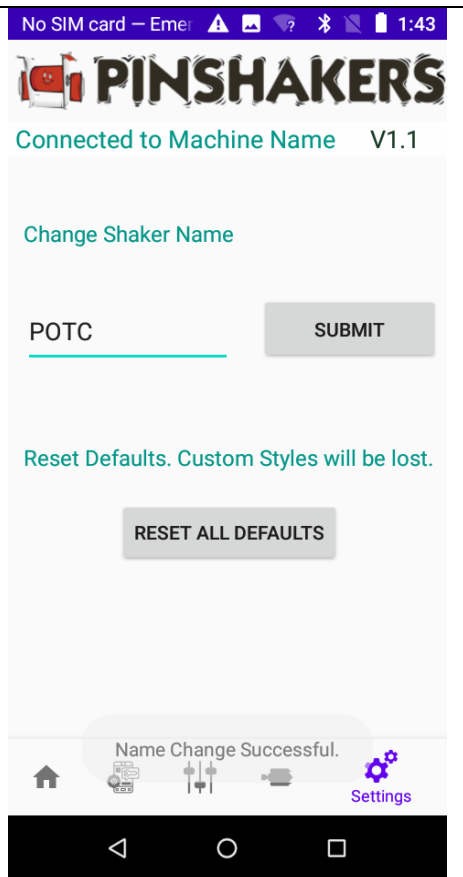 No SIM card — Emer 1:43
PINSHAKERS
Connected to Machine Name V1.1
Change Shaker Name
POTC SUBMIT
Reset Defaults. Custom Styles will be lost.
RESET ALL DEFAULTS
Name Change Successful.
Settings